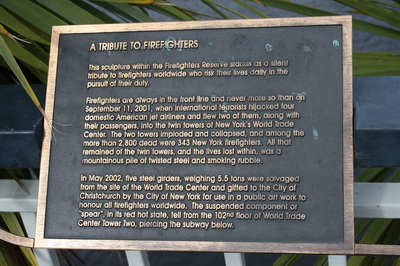 A TRIBUTE TO FIREFIGHTERS
This sculpture within the Firefighters Reserve stands as a silent
tribute to firefighters worldwide who risk their lives daily in the
pursuit of their duty.
Firefighters are always in the front line and never more so than on
September 11, 2001, when international terrorists hijacked four
domestic American jet airliners and flew two of them, along with
their passengers, into the twin towers of New York's World Trade
Center. The two towers imploded and collapsed, and among the
more than 2,800 dead were 343 New York firefighters. All that
remained of the twin towers, and the lives lost within, was a
mountainous pile of twisted steel and smoking rubble.
In May 2002, five steel girders, weighing 5.5 tons were salvaged
from the site of the World Trade Center and gifted to the City of
Christchurch by the City of New York for use in a public art work to
honour all firefighters worldwide. The suspended component or
"spear", in its red hot state, fell from the 102nd floor of World Trade
Center Tower Two, piercing the subway below.